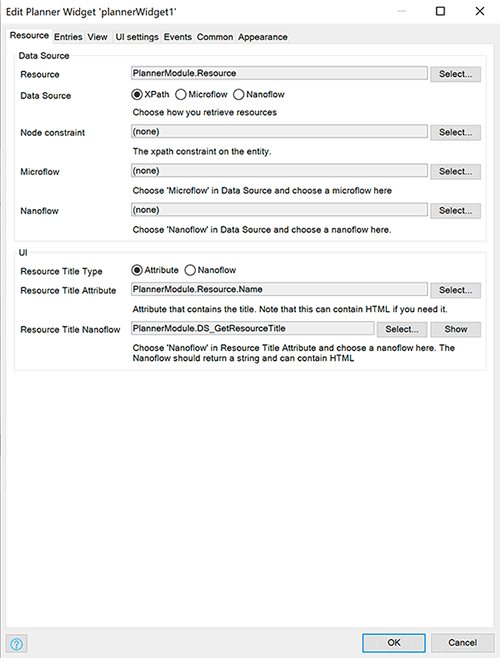 Edit Planner Widget 'plannerWidget1'
Resource Entries View UI settings Events Common Appearance
Data Source
Resource PlannerModule.Resource Select...
Data Source XPath Microflow Nanoflow
Choose how you retrieve resources
Node constraint (none) Select...
The xpath constraint on the entity.
Microflow (none) Select...
Choose 'Microflow' in Data Source and choose a microflow here
Nanoflow (none) Select...
Choose 'Nanoflow' in Data Source and choose a nanoflow here.
UI
Resource Title Type Attribute Nanoflow
Resource Title Attribute PlannerModule.Resource.Name Select...
Attribute that contains the title. Note that this can contain HTML if you need it.
Resource Title Nanoflow PlannerModule.DS_GetResourceTitle Select... Show
Choose 'Nanoflow' in Resource Title Attribute and choose a nanoflow here. The
Nanoflow should return a string and can contain HTML
? OK Cancel